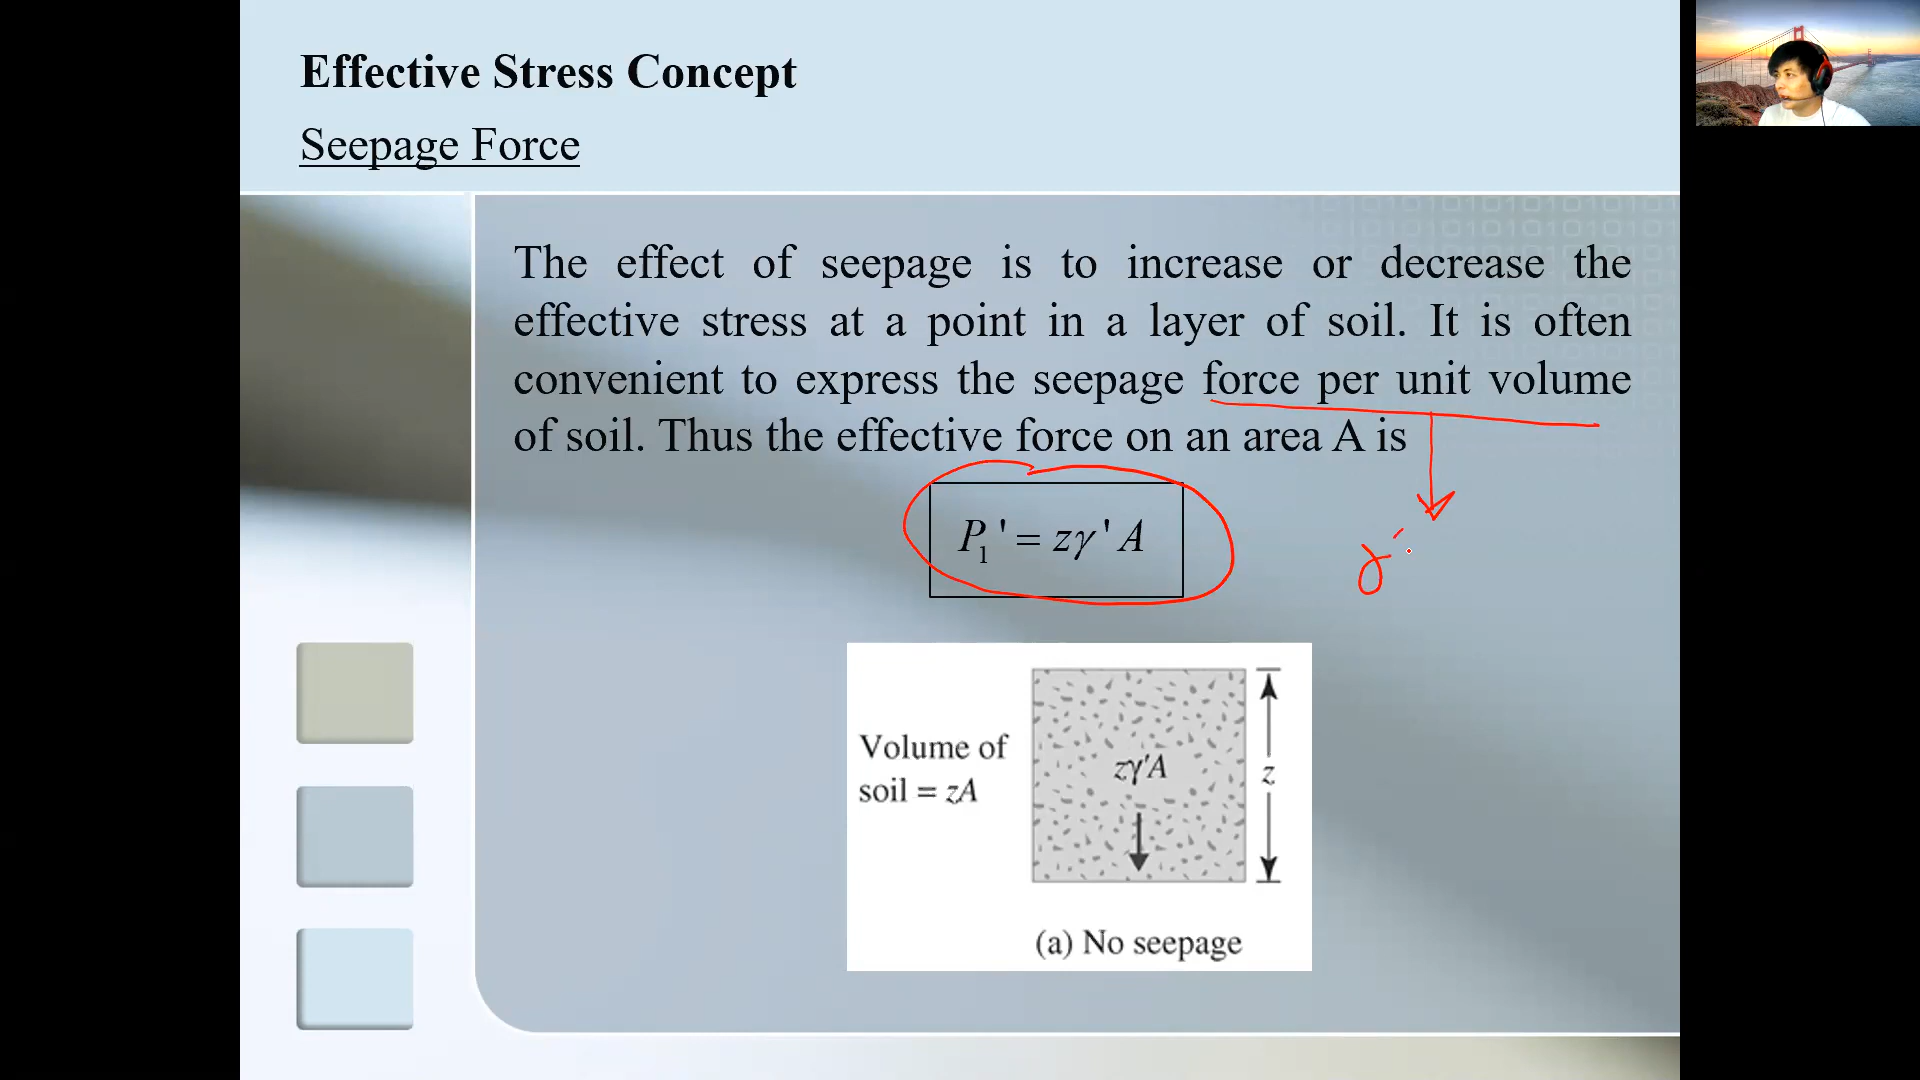 Effective Stress Concept
Seepage Force
The effect of seepage is to increase or decrease the
effective stress at a point in a layer of soil. It is often
convenient to express the seepage force per unit volume
of soil. Thus the effective force on an area A is
P₁' = zγ'A
γ'
Volume of
soil = zA
zγ'A
z
(a) No seepage